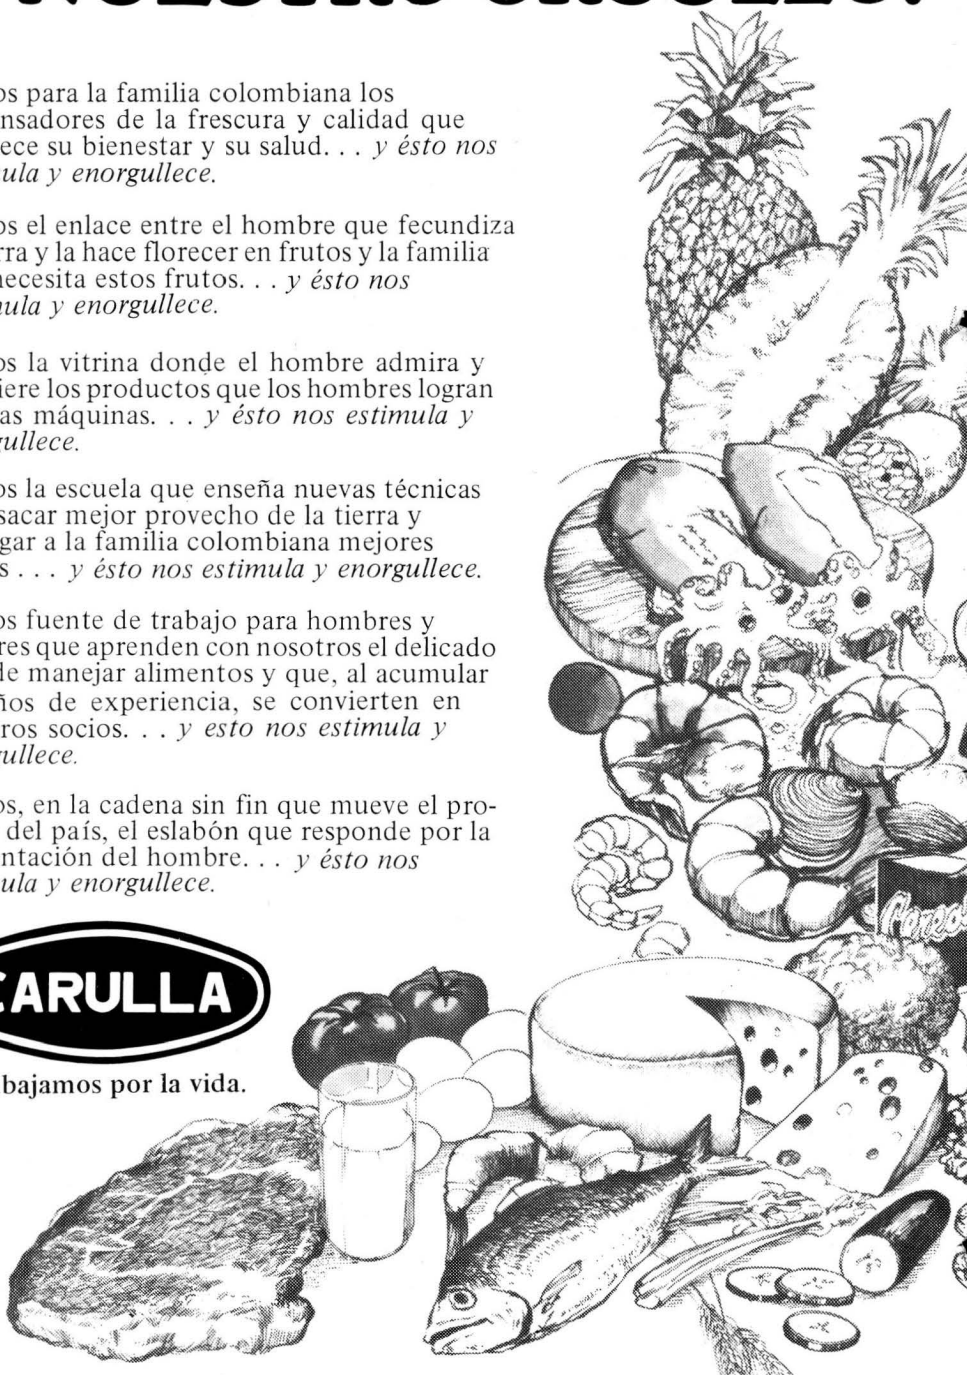 NUESTRO ORGULLO.
os para la familia colombiana los
nsadores de la frescura y calidad que
ece su bienestar y su salud. . . y ésto nos
ula y enorgullece.
os el enlace entre el hombre que fecundiza
rra y la hace florecer en frutos y la familia
necesita estos frutos. . . y ésto nos
ula y enorgullece.
os la vitrina donde el hombre admira y
iere los productos que los hombres logran
as máquinas. . . y ésto nos estimula y
gullece.
os la escuela que enseña nuevas técnicas
sacar mejor provecho de la tierra y
gar a la familia colombiana mejores
s . . . y ésto nos estimula y enorgullece.
os fuente de trabajo para hombres y
res que aprenden con nosotros el delicado
de manejar alimentos y que, al acumular
ños de experiencia, se convierten en
ros socios. . . y esto nos estimula y
ullece.
os, en la cadena sin fin que mueve el pro-
del país, el eslabón que responde por la
ntación del hombre. . . y ésto nos
ula y enorgullece.
CARULLA
bajamos por la vida.